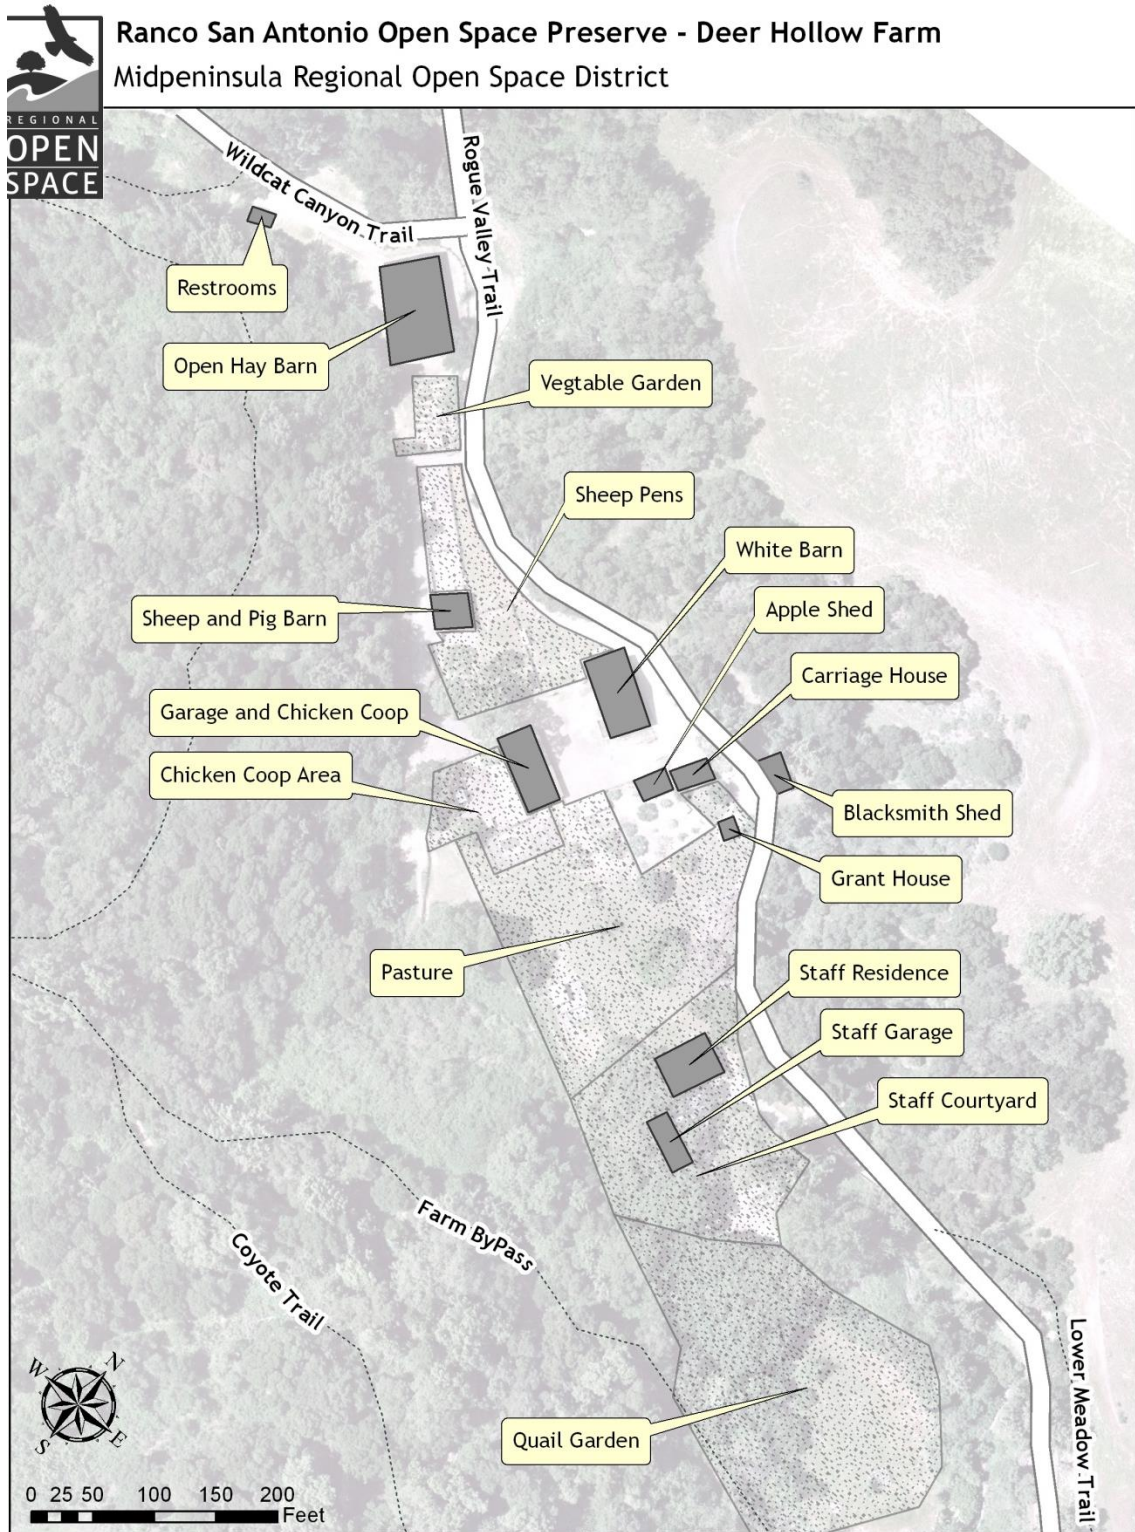 Ranco San Antonio Open Space Preserve - Deer Hollow Farm
Midpeninsula Regional Open Space District
REGIONAL
OPEN
SPACE
Wildcat Canyon Trail
Rogue Valley Trail
Restrooms
Open Hay Barn
Vegtable Garden
Sheep Pens
White Barn
Apple Shed
Sheep and Pig Barn
Carriage House
Garage and Chicken Coop
Chicken Coop Area
Blacksmith Shed
Grant House
Pasture
Staff Residence
Staff Garage
Staff Courtyard
Farm ByPass
Coyote Trail
Lower Meadow Trail
Quail Garden
W N
S E
0 25 50 100 150 200
Feet